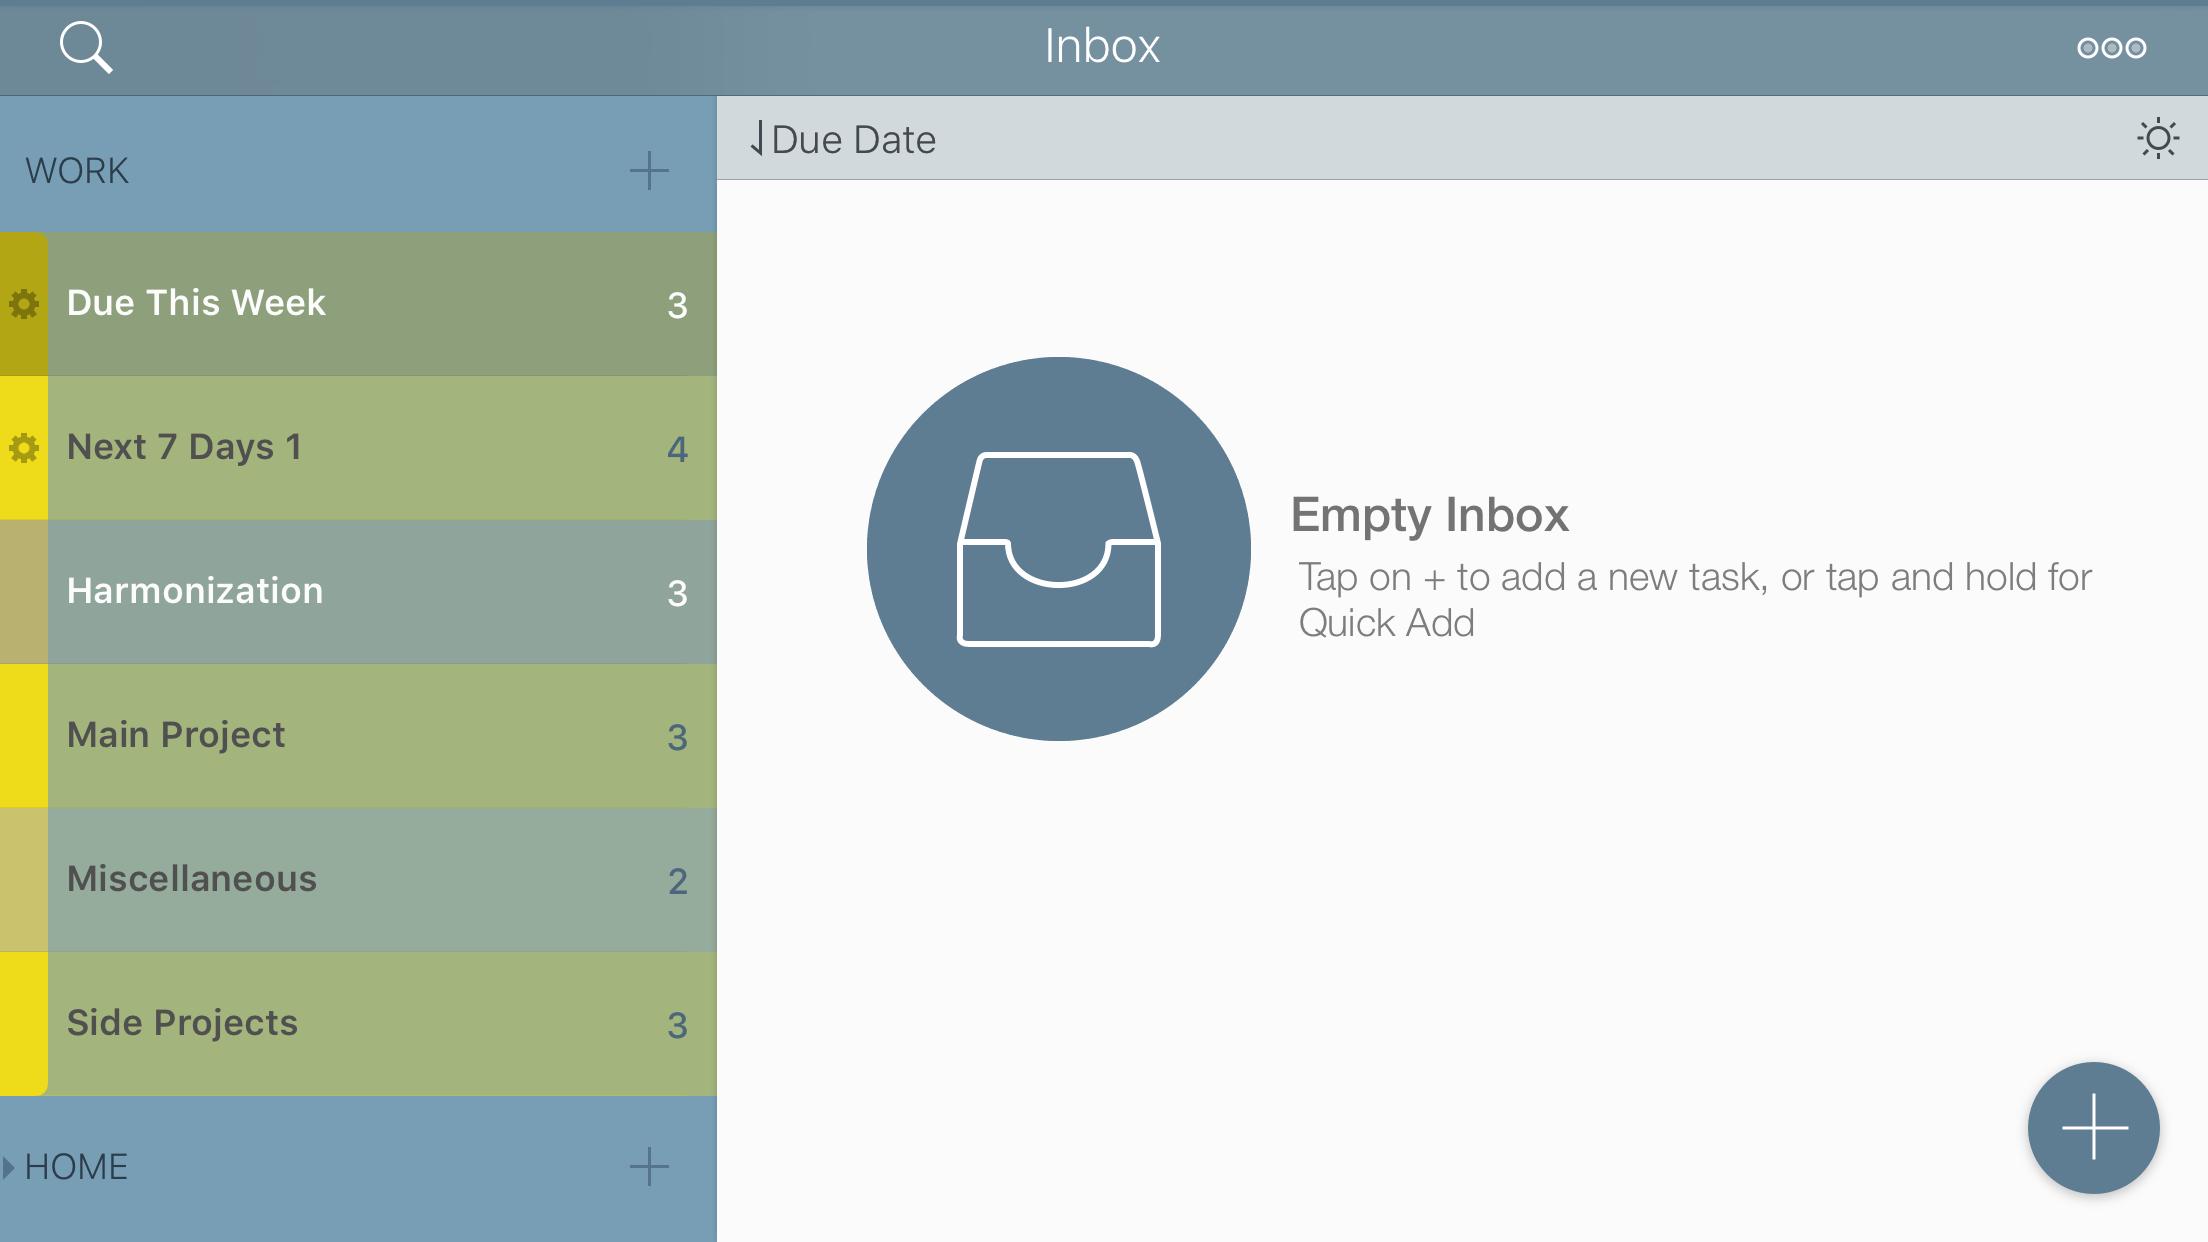 Inbox
WORK
Due This Week 3
Next 7 Days 1 4
Harmonization 3
Main Project 3
Miscellaneous 2
Side Projects 3
HOME
Due Date
Empty Inbox
Tap on + to add a new task, or tap and hold for
Quick Add